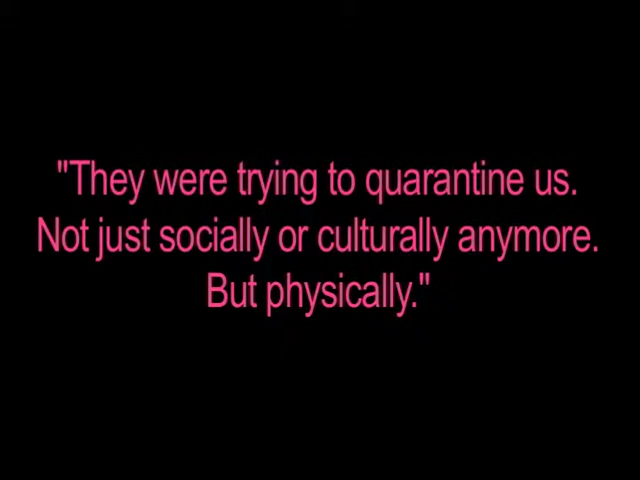 "They were trying to quarantine us.
Not just socially or culturally anymore.
But physically."